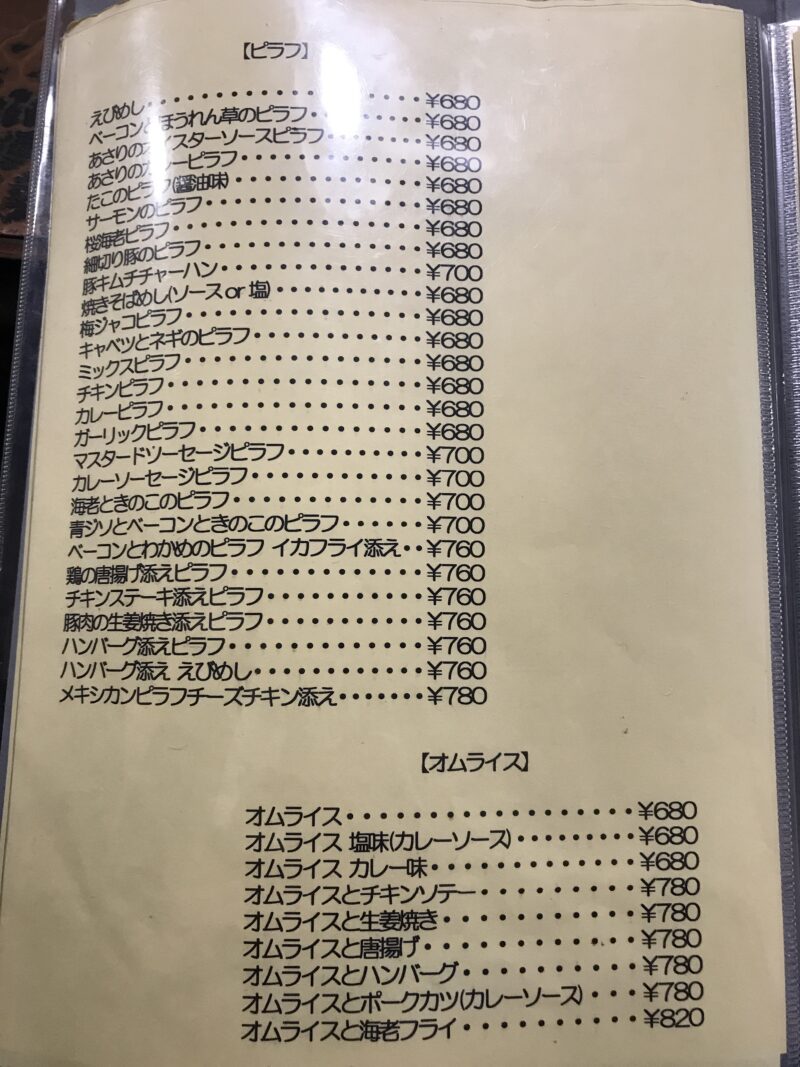 【ピラフ】
えびめし・・・・・・・・・・・・・・・・・・¥680
ベーコンとほうれん草のピラフ・・・・・・・・¥680
あさりのオイスターソースピラフ・・・・・・・¥680
あさりのカレーピラフ・・・・・・・・・・・・¥680
たこのピラフ(醤油味)・・・・・・・・・・・・¥680
サーモンのピラフ・・・・・・・・・・・・・・¥680
桜海老ピラフ・・・・・・・・・・・・・・・・¥680
細切り豚のピラフ・・・・・・・・・・・・・・¥680
豚キムチチャーハン・・・・・・・・・・・・・¥700
焼きそばめし(ソース or 塩)・・・・・・・・・・¥680
梅ジャコピラフ・・・・・・・・・・・・・・・¥680
キャベツとネギのピラフ・・・・・・・・・・・¥680
ミックスピラフ・・・・・・・・・・・・・・・¥680
チキンピラフ・・・・・・・・・・・・・・・・¥680
カレーピラフ・・・・・・・・・・・・・・・・¥680
ガーリックピラフ・・・・・・・・・・・・・・¥680
マスタードソーセージピラフ・・・・・・・・・¥700
カレーソーセージピラフ・・・・・・・・・・・¥700
海老ときのこのピラフ・・・・・・・・・・・・¥700
青ジソとベーコンときのこのピラフ・・・・・・¥700
ベーコンとわかめのピラフ イカフライ添え・・¥760
鶏の唐揚げ添えピラフ・・・・・・・・・・・・¥760
チキンステーキ添えピラフ・・・・・・・・・・¥760
豚肉の生姜焼き添えピラフ・・・・・・・・・・¥760
ハンバーグ添えピラフ・・・・・・・・・・・・¥760
ハンバーグ添え えびめし・・・・・・・・・・・¥760
メキシカンピラフチーズチキン添え・・・・・・・¥780
【オムライス】
オムライス・・・・・・・・・・・・・・・・・・¥680
オムライス 塩味(カレーソース)・・・・・・・・・¥680
オムライス カレー味・・・・・・・・・・・・・¥680
オムライスとチキンソテー・・・・・・・・・・¥780
オムライスと生姜焼き・・・・・・・・・・・・¥780
オムライスと唐揚げ・・・・・・・・・・・・・¥780
オムライスとハンバーグ・・・・・・・・・・・¥780
オムライスとポークカツ(カレーソース)・・・¥780
オムライスと海老フライ・・・・・・・・・・・¥820